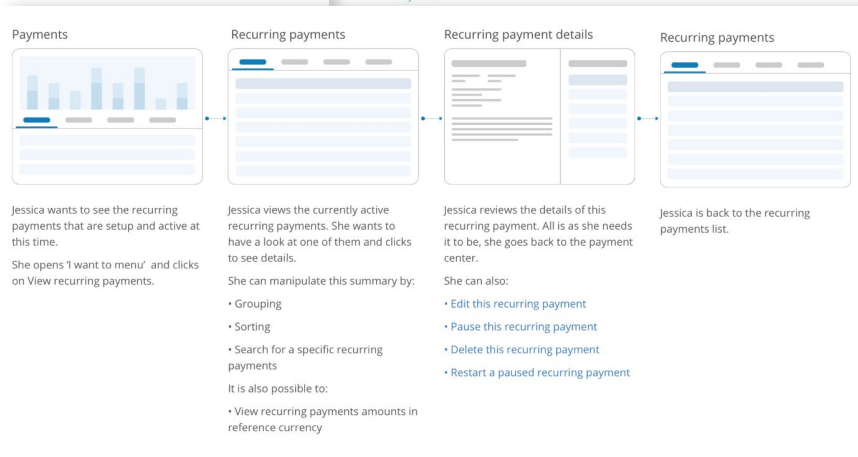 Payments
Jessica wants to see the recurring
payments that are setup and active at
this time.
She opens 'I want to menu'  and clicks
on View recurring payments.
Recurring payments
Jessica views the currently active
recurring payments. She wants to
have a look at one of them and clicks
to see details.
She can manipulate this summary by:
• Grouping
• Sorting
• Search for a specific recurring
payments
It is also possible to:
• View recurring payments amounts in
reference currency
Recurring payment details
Jessica reviews the details of this
recurring payment. All is as she needs
it to be, she goes back to the payment
center.
She can also:
• Edit this recurring payment
• Pause this recurring payment
• Delete this recurring payment
• Restart a paused recurring payment
Recurring payments
Jessica is back to the recurring
payments list.